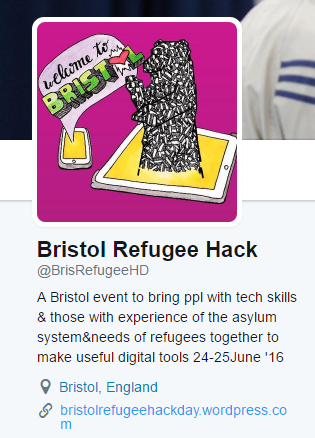 welcome to
BRISTOL
Bristol Refugee Hack
@BrisRefugeeHD
A Bristol event to bring ppl with tech skills
& those with experience of the asylum
system&needs of refugees together to
make useful digital tools 24-25June '16
Bristol, England
bristolrefugeehackday.wordpress.co
m